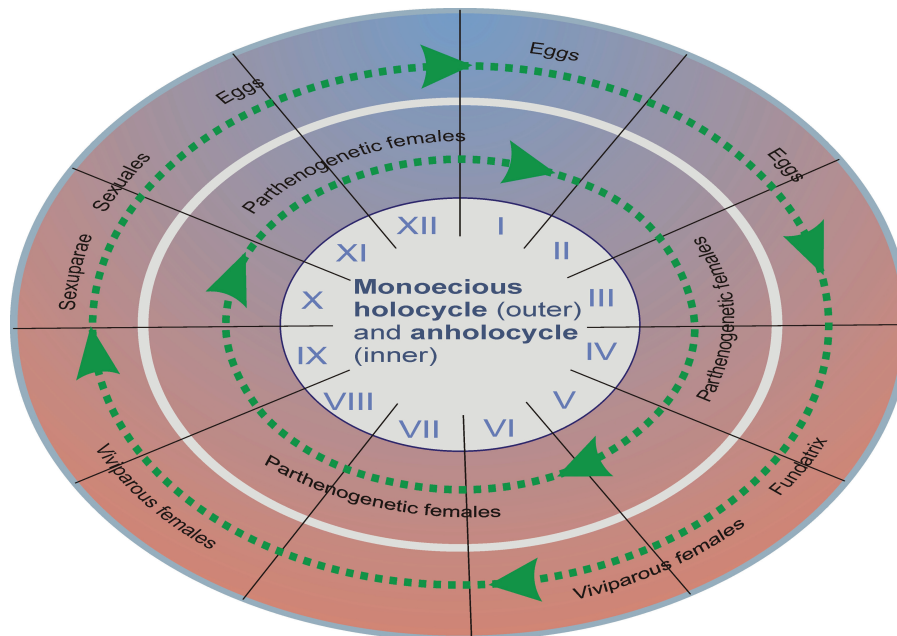 Eggs
Eggs
Eggs
Sexuales
Sexuparae
Viviparous females
Viviparous females
Fundatrix
Parthenogenetic females
Parthenogenetic females
Parthenogenetic females
I
II
III
IV
V
VI
VII
VIII
IX
X
XI
XII
Monoecious
holocycle (outer)
and anholocycle
(inner)